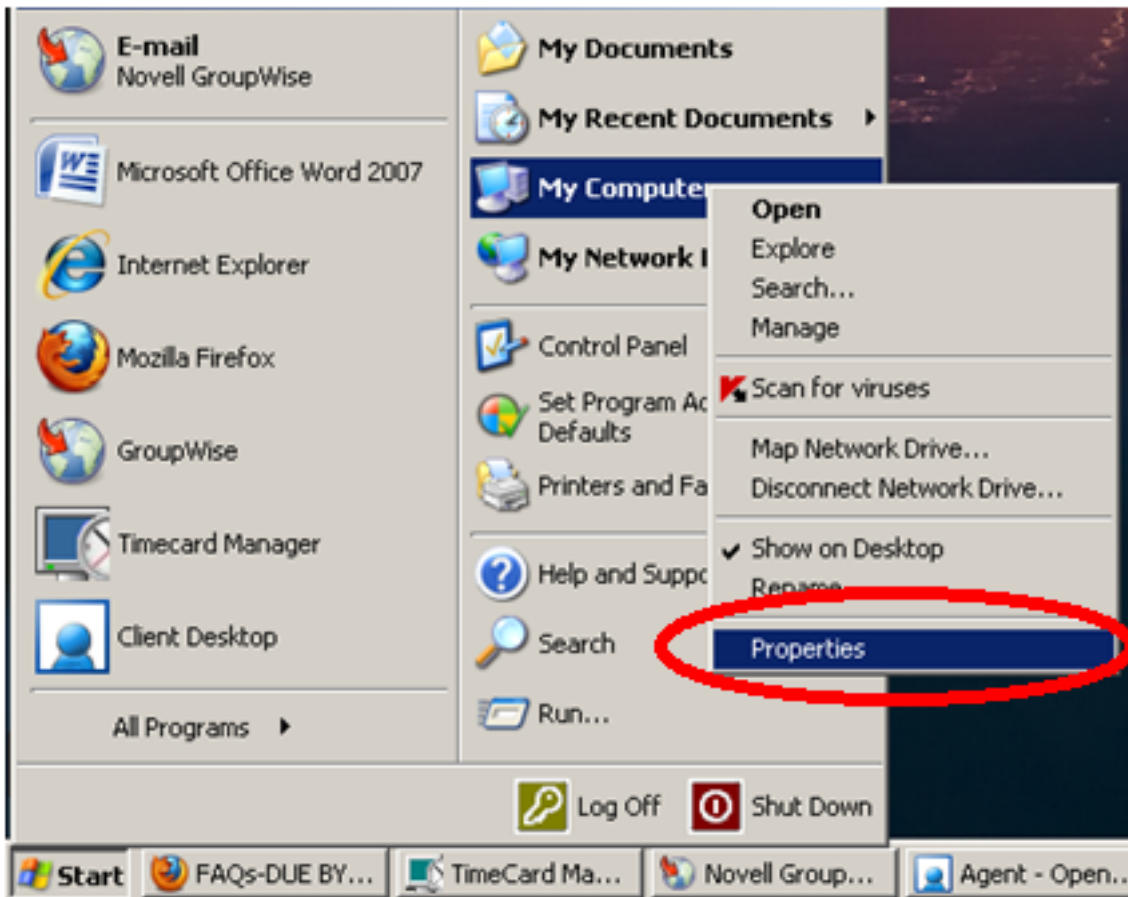 E-mail
Novell GroupWise
Microsoft Office Word 2007
Internet Explorer
Mozilla Firefox
GroupWise
Timecard Manager
Client Desktop
All Programs
My Documents
My Recent Documents
My Computer
My Network
Control Panel
Set Program Ac
Defaults
Printers and Fa
Help and Suppo
Search
Run...
Open
Explore
Search...
Manage
Scan for viruses
Map Network Drive...
Disconnect Network Drive...
Show on Desktop
Rename
Properties
Log Off
Shut Down
Start
FAQs-DUE BY...
TimeCard Ma...
Novell Group...
Agent - Open...